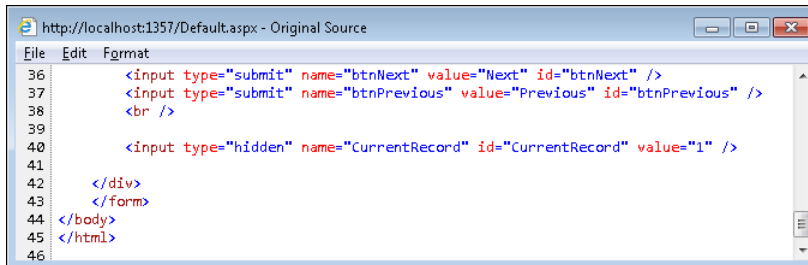 http://localhost:1357/Default.aspx - Original Source
File Edit Format
36 <input type="submit" name="btnNext" value="Next" id="btnNext" />
37 <input type="submit" name="btnPrevious" value="Previous" id="btnPrevious" />
38 <br />
39
40 <input type="hidden" name="CurrentRecord" id="CurrentRecord" value="1" />
41
42 </div>
43 </form>
44 </body>
45 </html>
46